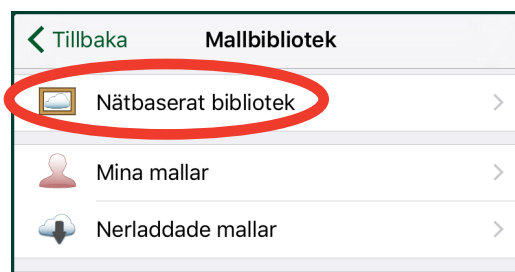 Tillbaka Mallbibliotek
Nätbaserat bibliotek
Mina mallar
Nerladdade mallar